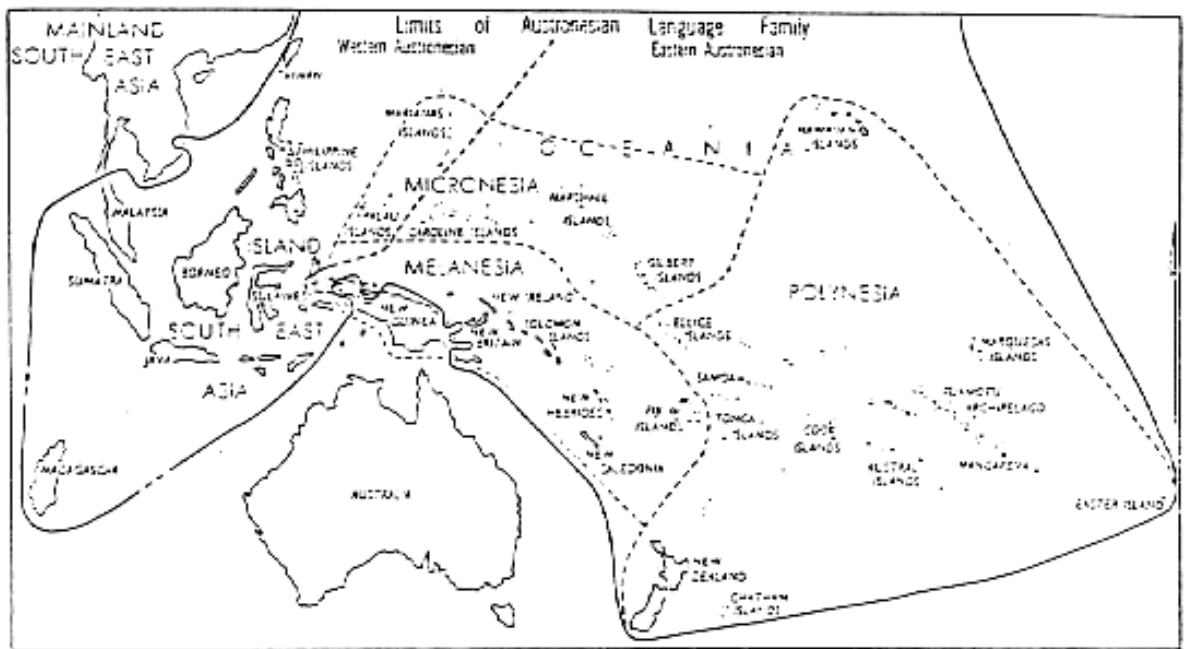 Limits of Austronesian Language Family
Western Austronesian
Eastern Austronesian
MAINLAND
SOUTH EAST
ASIA
TAIWAN
PHILIPPINE
ISLANDS
MARIANAS
ISLANDS
OCEANIA
HAWAIIAN
ISLANDS
MICRONESIA
MARSHALL
ISLANDS
MALAYSIA
PALAU
ISLANDS
CAROLINE ISLANDS
ISLAND
MELANESIA
GILBERT
ISLANDS
POLYNESIA
SUMATRA
BORNEO
SULAWESI
NEW
GUINEA
NEW IRELAND
SOUTH EAST
NEW
BRITAIN
SOLOMON
ISLANDS
ELLICE
ISLANDS
MARQUESAS
ISLANDS
JAVA
ASIA
SAMOA
NEW
HEBRIDES
FIJI
ISLANDS
TONGA
ISLANDS
COOK
ISLANDS
TUAMOTU
ARCHIPELAGO
NEW
CALEDONIA
MADAGASCAR
AUSTRALIA
AUSTRAL
ISLANDS
MANGAREVA
EASTER ISLAND
NEW
ZEALAND
CHATHAM
ISLANDS